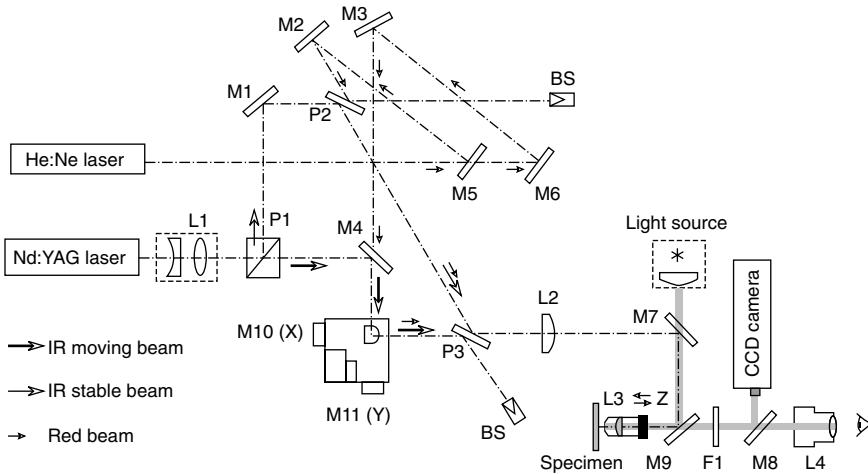 M2
M3
M1
P2
BS
He:Ne laser
M5
M6
L1
P1
M4
Light source
Nd:YAG laser
L2
M7
CCD camera
M10 (X)
P3
IR moving beam
IR stable beam
M11 (Y)
L3
Z
BS
Red beam
Specimen
M9
F1
M8
L4